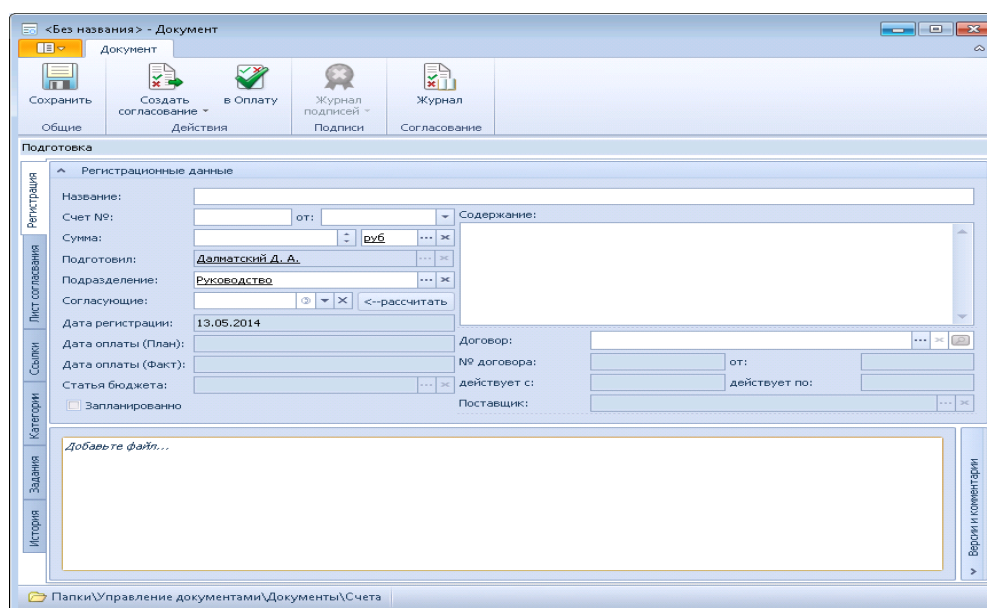 <Без названия> - Документ
Документ
Сохранить
Создать согласование
в Оплату
Журнал подписей
Журнал
Общие
Действия
Подписи
Согласование
Подготовка
Регистрация
Лист согласвания
Ссылки
Категории
Задания
История
Регистрационные данные
Название:
Счет №:
от:
Сумма:
руб
Подготовил:
Далматский Д. А.
Подразделение:
Руководство
Согласующие:
<--рассчитать
Дата регистрации:
13.05.2014
Дата оплаты (План):
Дата оплаты (Факт):
Статья бюджета:
Запланированно
Содержание:
Договор:
№ договора:
от:
действует с:
действует по:
Поставщик:
Добавьте файл...
Версии и комментарии
Папки\Управление документами\Документы\Счета